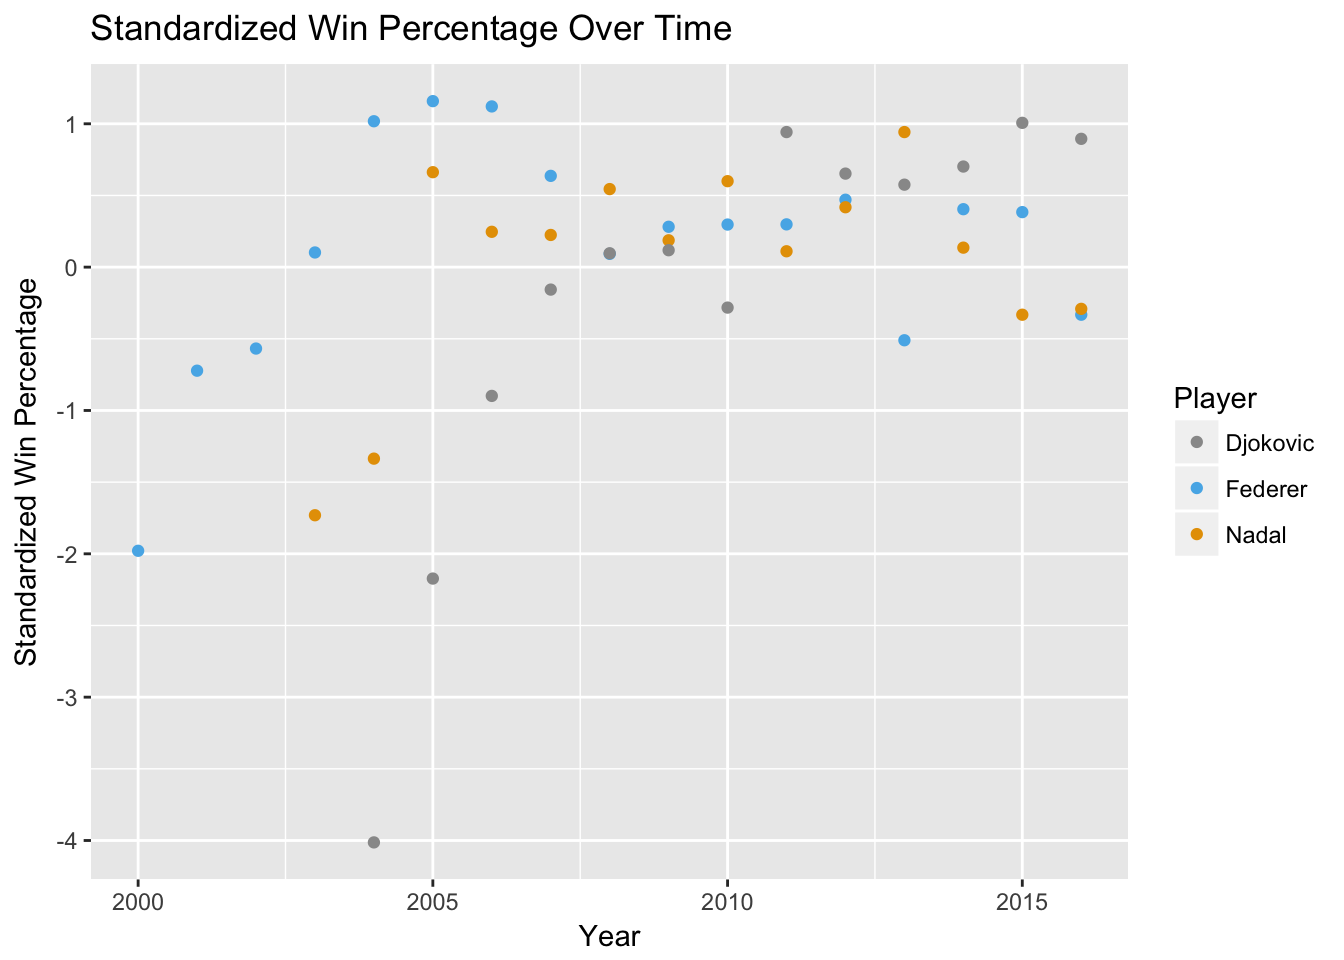 Standardized Win Percentage Over Time
Standardized Win Percentage
1
0
-1
-2
-3
-4
2000
2005
2010
2015
Year
Player
Djokovic
Federer
Nadal